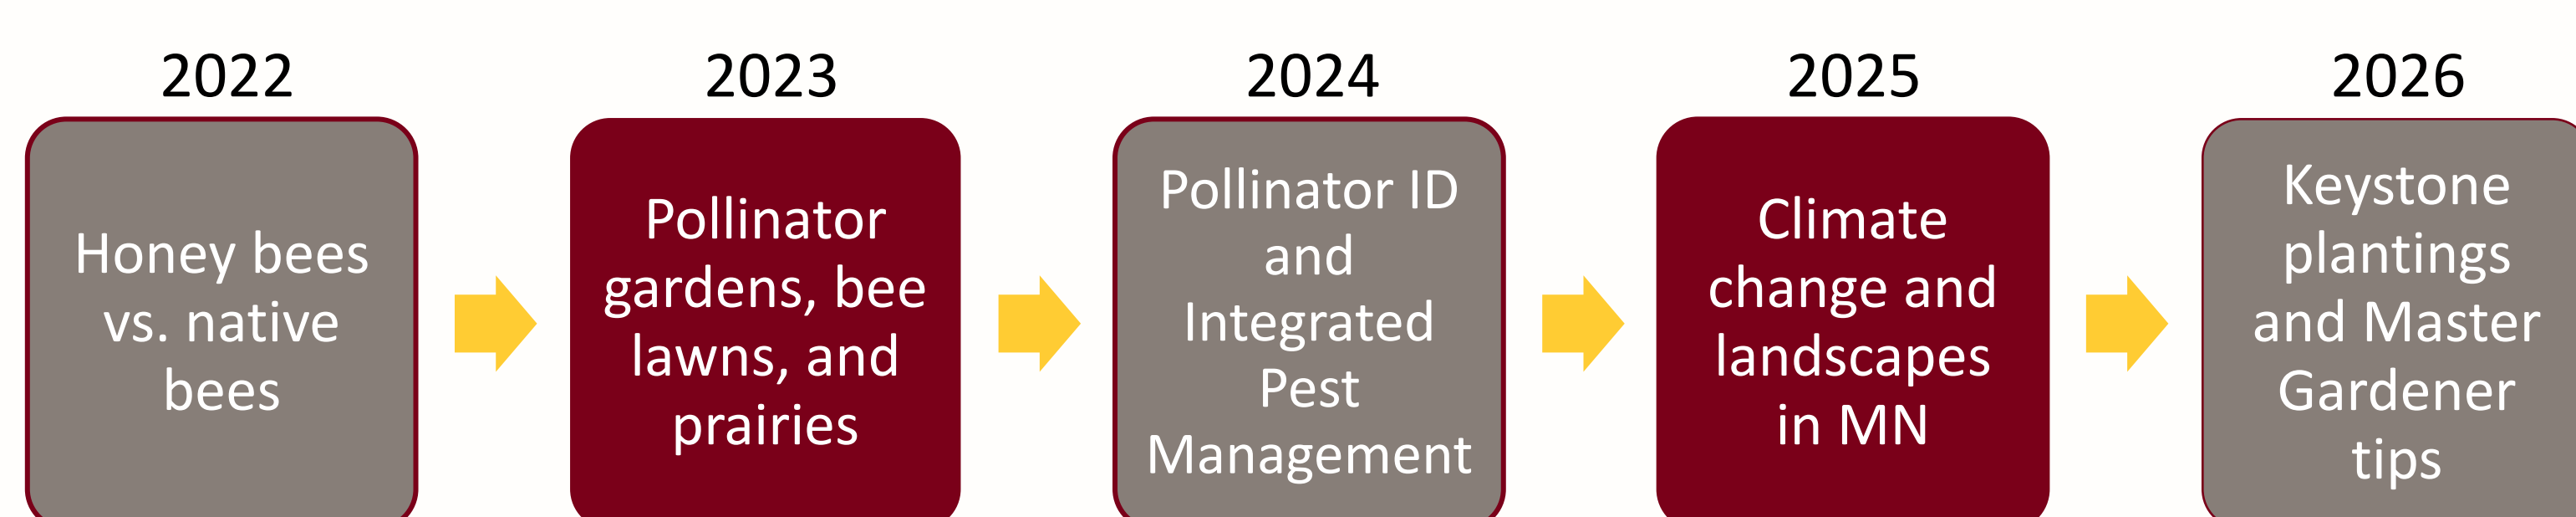 2022
Honey bees
vs. native
bees
2023
Pollinator
gardens, bee
lawns, and
prairies
2024
Pollinator ID
and
Integrated
Pest
Management
2025
Climate
change and
landscapes
in MN
2026
Keystone
plantings
and Master
Gardener
tips